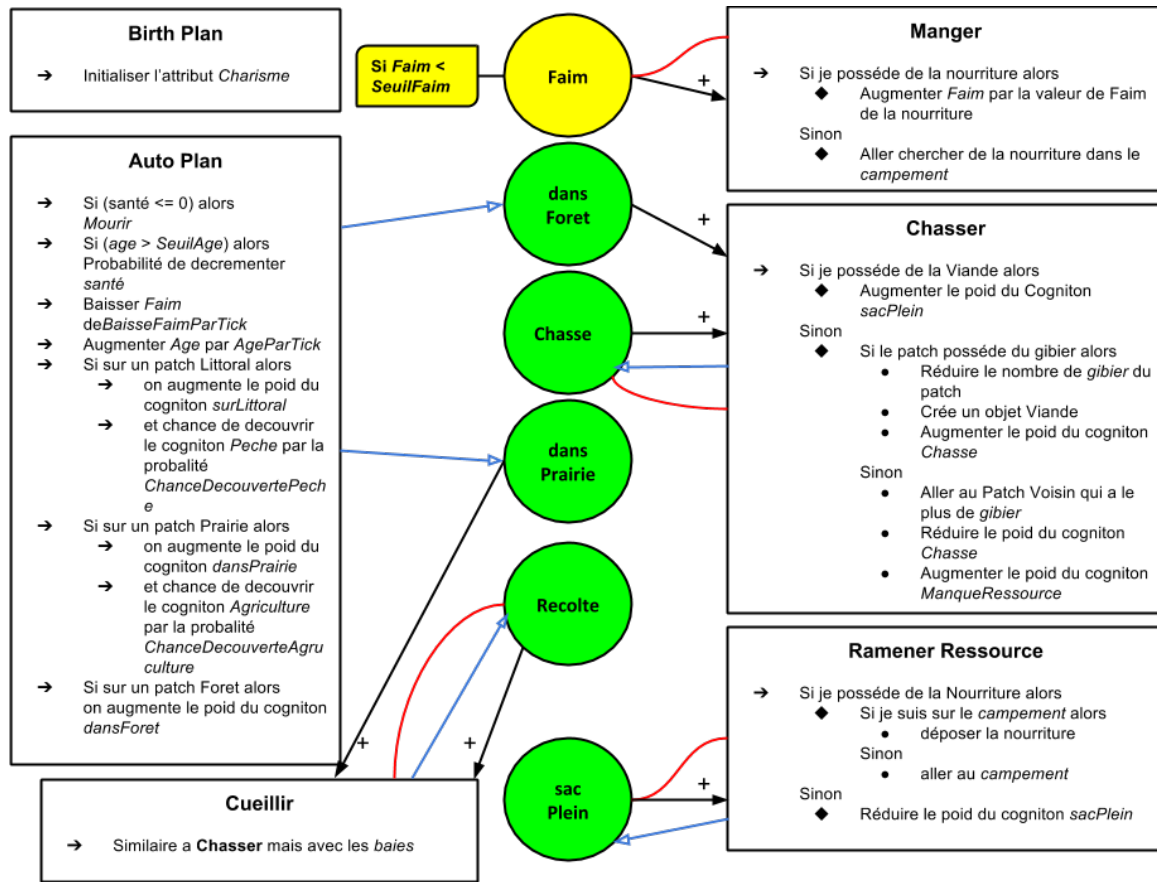 Birth Plan
➔ Initialiser l'attribut Charisme
Auto Plan
➔ Si (santé <= 0) alors
Mourir
➔ Si (age > SeuilAge) alors
Probabilité de decrementer
santé
➔ Baisser Faim
deBaisseFaimParTick
➔ Augmenter Age par AgeParTick
➔ Si sur un patch Littoral alors
➔ on augmente le poid du
cogniton surLittoral
➔ et chance de decouvrir
le cogniton Peche par la
probalité
ChanceDecouvertePech
e
➔ Si sur un patch Prairie alors
➔ on augmente le poid du
cogniton dansPrairie
➔ et chance de decouvrir
le cogniton Agriculture
par la probalité
ChanceDecouverteAgru
culture
➔ Si sur un patch Foret alors
on augmente le poid du cogniton
dansForet
Cueillir
➔ Similaire a Chasser mais avec les baies
Si Faim <
SeuilFaim
Faim
+
dans
Foret
+
Chasse
+
dans
Prairie
+
Recolte
+
sac
Plein
+
Manger
➔ Si je posséde de la nourriture alors
◆ Augmenter Faim par la valeur de Faim
de la nourriture
Sinon
◆ Aller chercher de la nourriture dans le
campement
Chasser
➔ Si je posséde de la Viande alors
◆ Augmenter le poid du Cogniton
sacPlein
Sinon
◆ Si le patch posséde du gibier alors
● Réduire le nombre de gibier du
patch
● Crée un objet Viande
● Augmenter le poid du cogniton
Chasse
Sinon
● Aller au Patch Voisin qui a le
plus de gibier
● Réduire le poid du cogniton
Chasse
● Augmenter le poid du cogniton
ManqueRessource
Ramener Ressource
➔ Si je posséde de la Nourriture alors
◆ Si je suis sur le campement alors
● déposer la nourriture
Sinon
● aller au campement
Sinon
◆ Réduire le poid du cogniton sacPlein